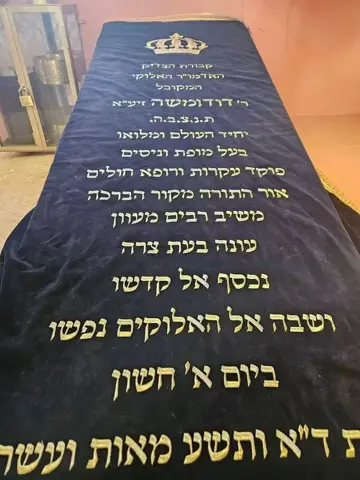 קבורת הצדיק
האדמו״ר האלוקי
המקובל
ר׳ דוד ומשה זיע״א
ת.נ.צ.ב.ה.
יחיד העולם ומלואו
בעל מופת וניסים
פוקד עקרות ורופא חולים
אור התורה מקור הברכה
משיב רבים מעוון
עונה בעת צרה
נכסף אל קדשו
ושבה אל האלוקים נפשו
ביום א׳ חשון
ד״א ותשע מאות ועשר